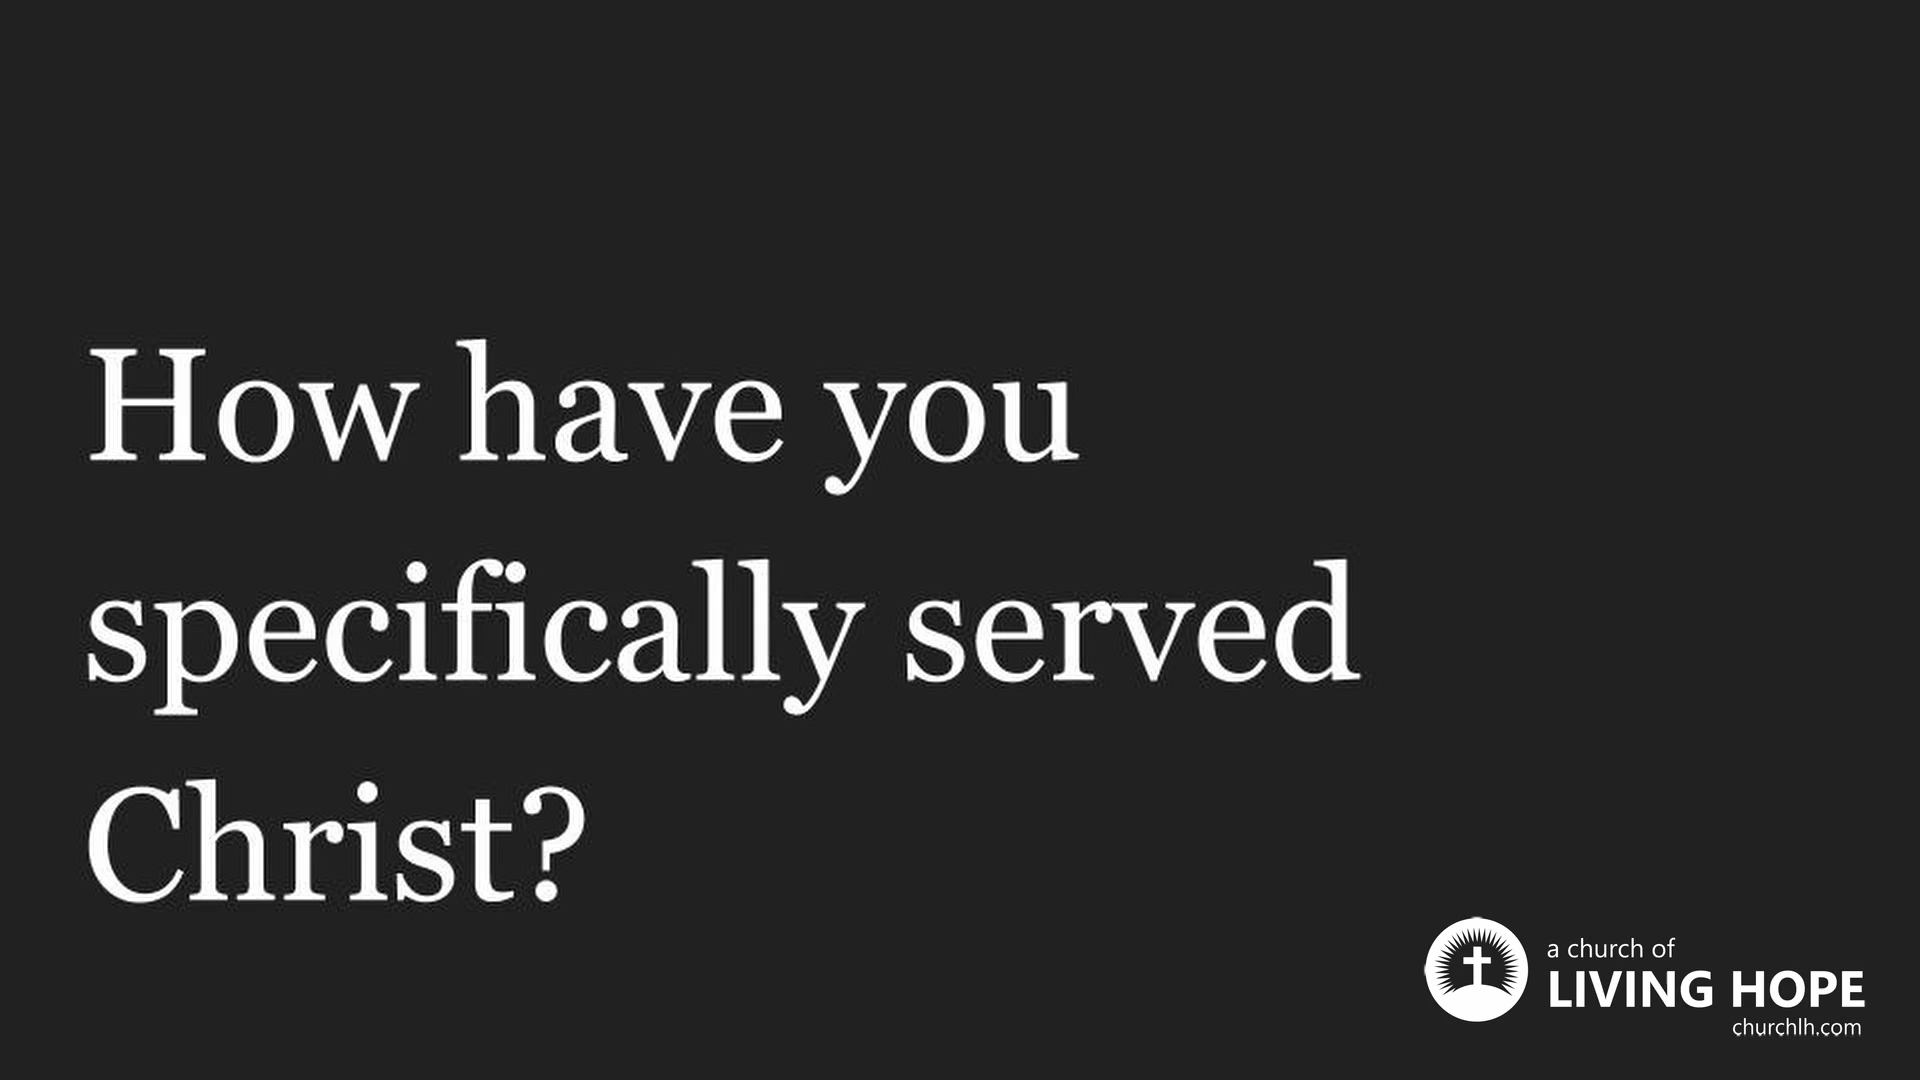 How have you
specifically served
Christ?
a church of
LIVING HOPE
churchlh.com